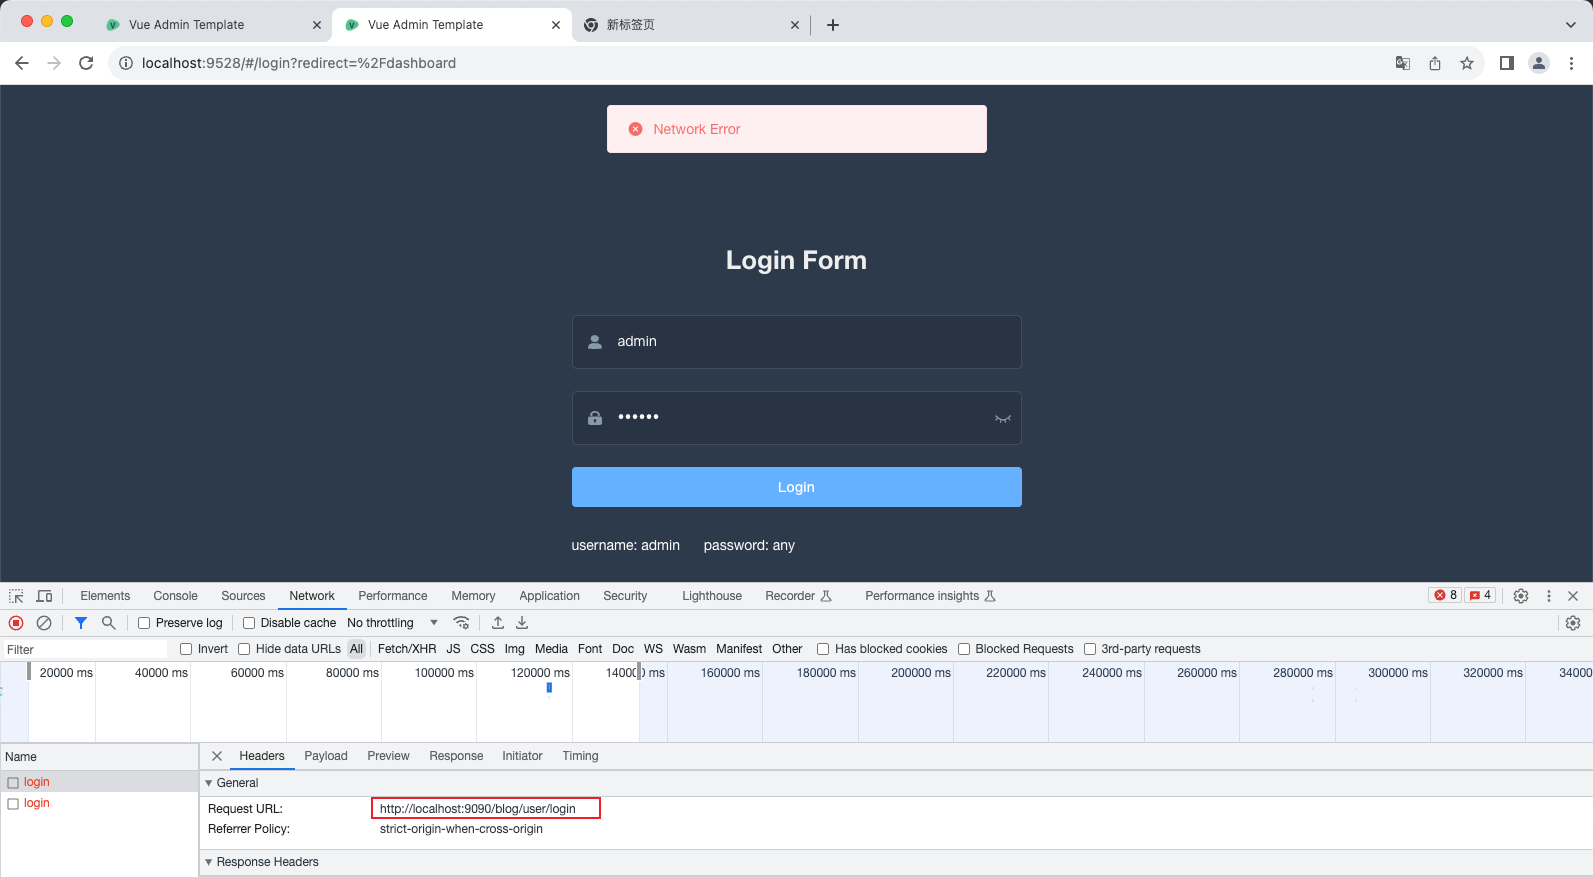 Vue Admin Template
Vue Admin Template
新标签页
localhost:9528/#/login?redirect=%2Fdashboard
Network Error
Login Form
admin
••••••
Login
username: admin password: any
Elements Console Sources Network Performance Memory Application Security Lighthouse Recorder Performance insights 8 4
Preserve log Disable cache No throttling
Filter Invert Hide data URLs All Fetch/XHR JS CSS Img Media Font Doc WS Wasm Manifest Other Has blocked cookies Blocked Requests 3rd-party requests
20000 ms 40000 ms 60000 ms 80000 ms 100000 ms 120000 ms 160000 ms 180000 ms 200000 ms 220000 ms 240000 ms 260000 ms 280000 ms 300000 ms 320000 ms 34000
Name Headers Payload Preview Response Initiator Timing
login
login
General
Request URL: http://localhost:9090/blog/user/login
Referrer Policy: strict-origin-when-cross-origin
Response Headers